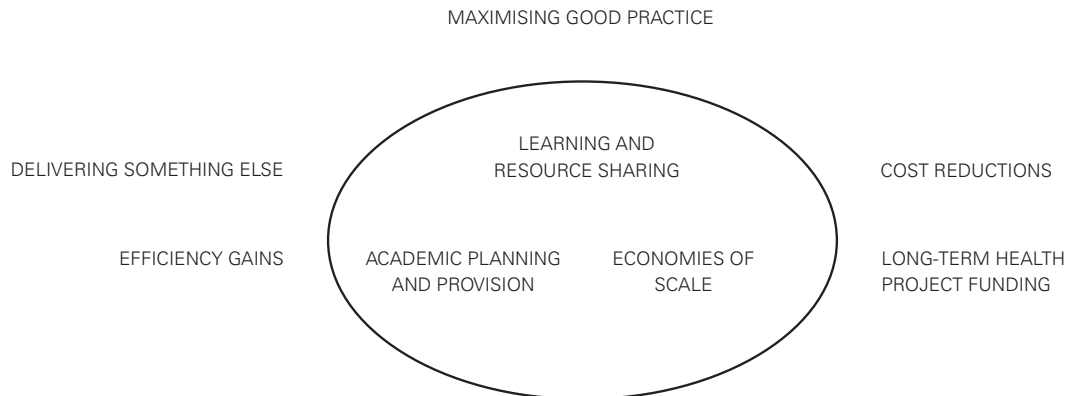 MAXIMISING GOOD PRACTICE
LEARNING AND
RESOURCE SHARING
DELIVERING SOMETHING ELSE
COST REDUCTIONS
EFFICIENCY GAINS
ACADEMIC PLANNING
AND PROVISION
ECONOMIES OF
SCALE
LONG-TERM HEALTH
PROJECT FUNDING